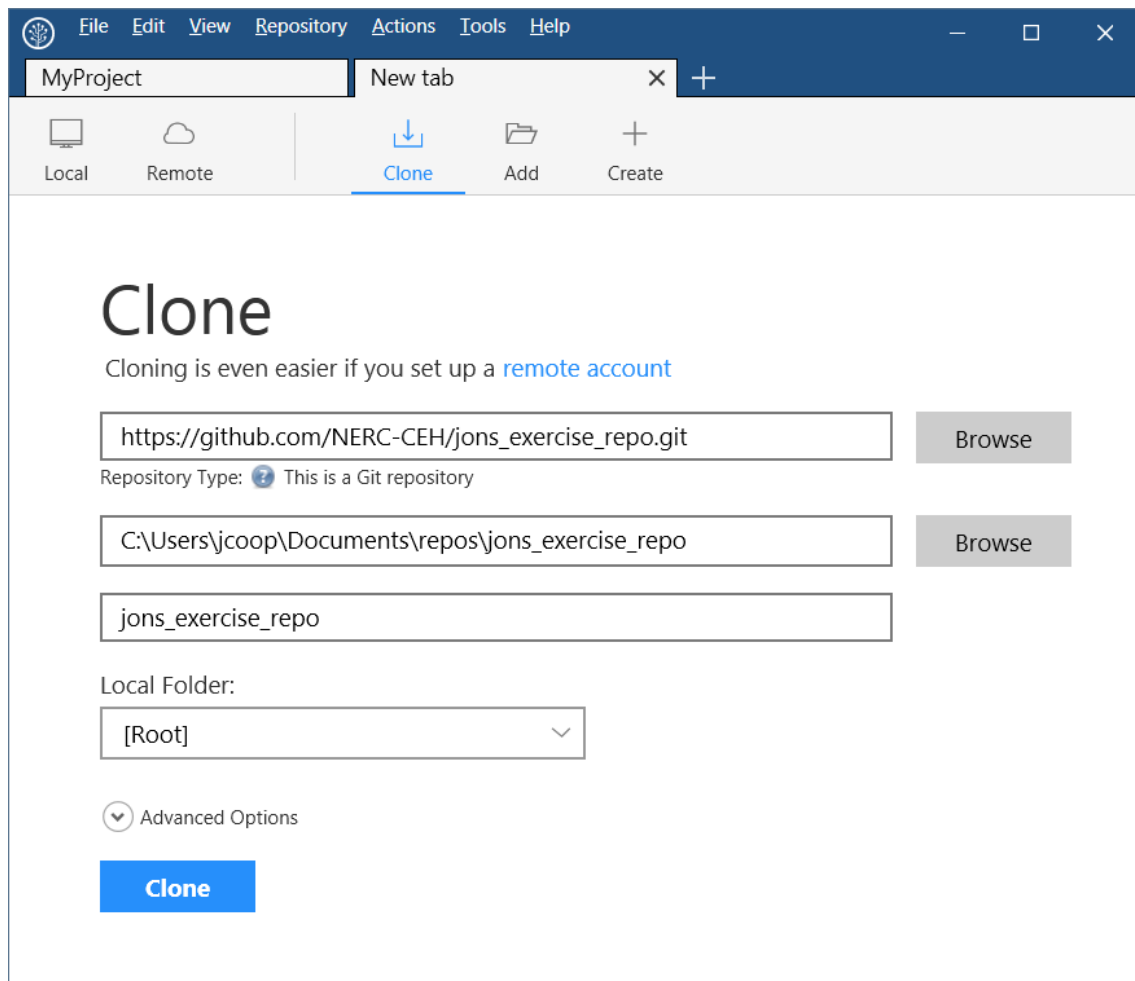 File Edit View Repository Actions Tools Help
MyProject New tab
Local Remote Clone Add Create
Clone
Cloning is even easier if you set up a remote account
https://github.com/NERC-CEH/jons_exercise_repo.git Browse
Repository Type: This is a Git repository
C:\Users\jcoop\Documents\repos\jons_exercise_repo Browse
jons_exercise_repo
Local Folder:
[Root]
Advanced Options
Clone